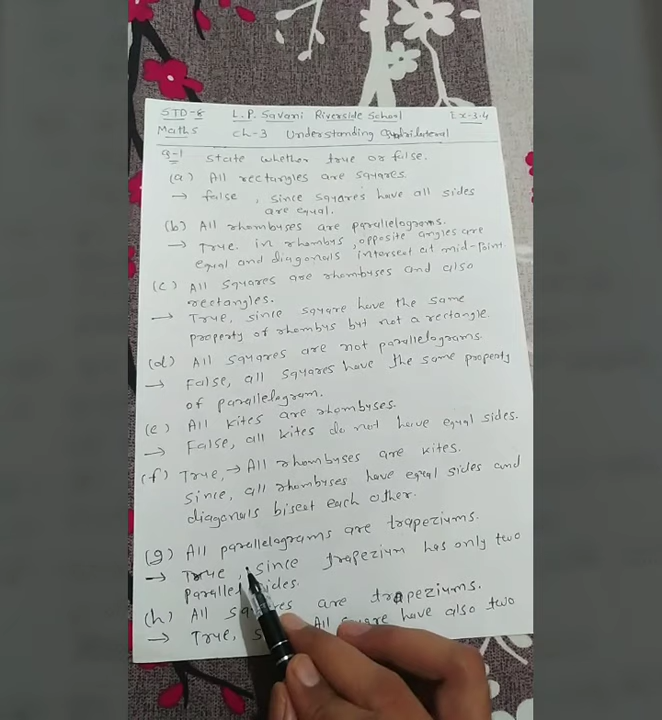 STD-8 L.P. Savani Riverside School Ex-3.4
Maths Ch-3 Understanding Quadrilateral
Q-1 State whether true or false.
(a) All rectangles are squares.
→ false, since squares have all sides
are equal.
(b) All rhombuses are parallelograms.
→ True. in rhombus, opposite angles are
equal and diagonals intersect at mid-point.
(c) All squares are rhombuses and also
rectangles.
→ True, since square have the same
property of rhombus but not a rectangle.
(d) All squares are not parallelograms.
→ False, all squares have the same property
of parallelogram.
(e) All kites are rhombuses.
→ False, all kites do not have equal sides.
(f) True, → All rhombuses are kites.
Since, all rhombuses have equal sides and
diagonals bisect each other.
(g) All parallelograms are trapeziums.
→ True, since trapezium has only two
parallel sides.
(h) All squares are trapeziums.
→ True, All square have also two